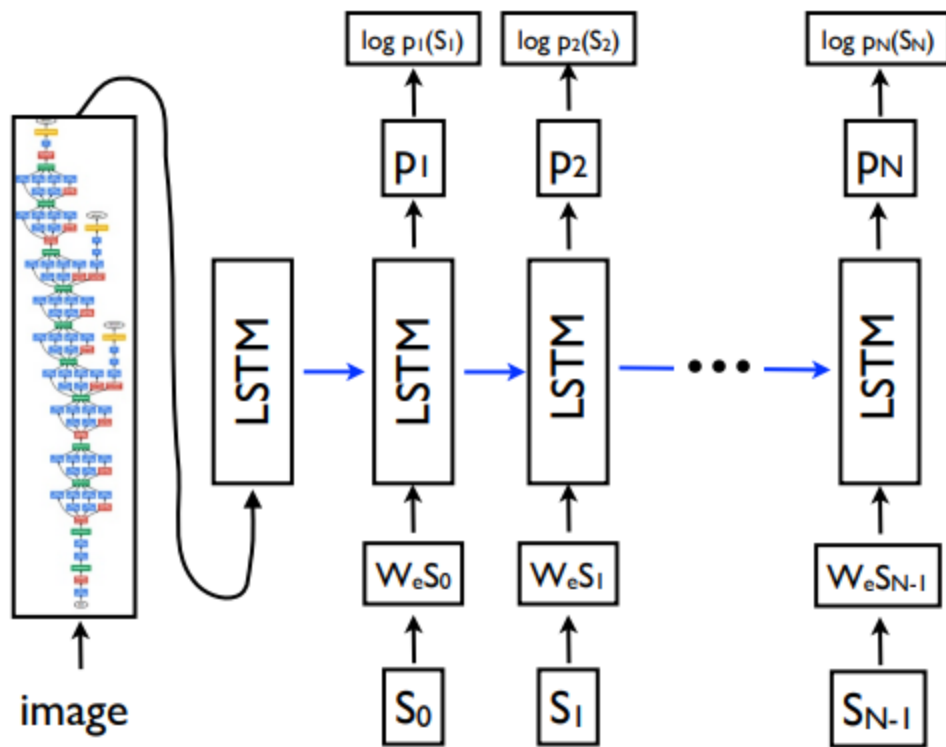 log p₁(S₁) log p₂(S₂) log pN(SN)
p₁ p₂ pN
LSTM LSTM LSTM ••• LSTM
WₑS₀ WₑS₁ WₑSN-1
image S₀ S₁ SN-1